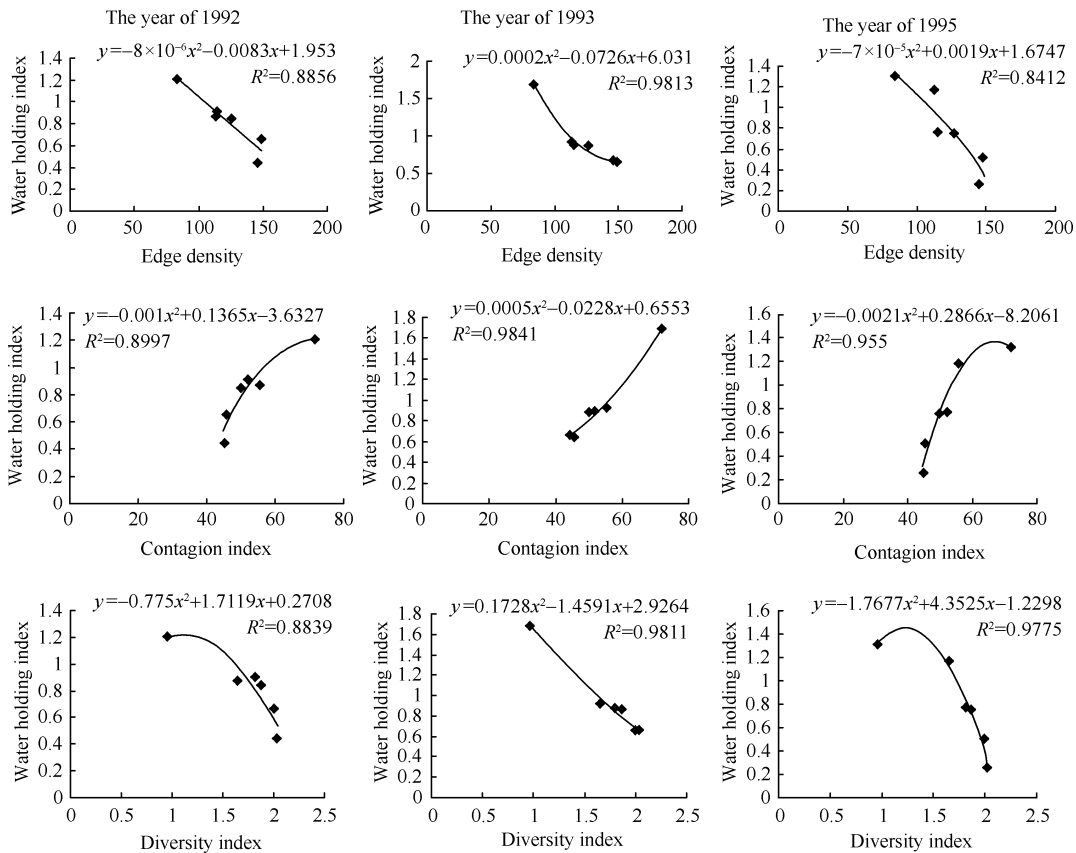 The year of 1992
y=−8×10⁻⁶x²−0.0083x+1.953
R²=0.8856
Water holding index
1.4
1.2
1
0.8
0.6
0.4
0.2
0
0 50 100 150 200
Edge density
The year of 1993
y=0.0002x²−0.0726x+6.031
R²=0.9813
Water holding index
2
1.5
1
0.5
0
0 50 100 150 200
Edge density
The year of 1995
y=−7×10⁻⁵x²+0.0019x+1.6747
R²=0.8412
Water holding index
1.4
1.2
1
0.8
0.6
0.4
0.2
0
0 50 100 150 200
Edge density
y=−0.001x²+0.1365x−3.6327
R²=0.8997
Water holding index
1.4
1.2
1
0.8
0.6
0.4
0.2
0
0 20 40 60 80
Contagion index
y=0.0005x²−0.0228x+0.6553
R²=0.9841
Water holding index
1.8
1.6
1.4
1.2
1
0.8
0.6
0.4
0.2
0
0 20 40 60 80
Contagion index
y=−0.0021x²+0.2866x−8.2061
R²=0.955
Water holding index
1.6
1.4
1.2
1
0.8
0.6
0.4
0.2
0
0 20 40 60 80
Contagion index
y=−0.775x²+1.7119x+0.2708
R²=0.8839
Water holding index
1.4
1.2
1
0.8
0.6
0.4
0.2
0
0 0.5 1 1.5 2 2.5
Diversity index
y=0.1728x²−1.4591x+2.9264
R²=0.9811
Water holding index
1.8
1.6
1.4
1.2
1
0.8
0.6
0.4
0.2
0
0 0.5 1 1.5 2 2.5
Diversity index
y=−1.7677x²+4.3525x−1.2298
R²=0.9775
Water holding index
1.6
1.4
1.2
1
0.8
0.6
0.4
0.2
0
0 0.5 1 1.5 2 2.5
Diversity index